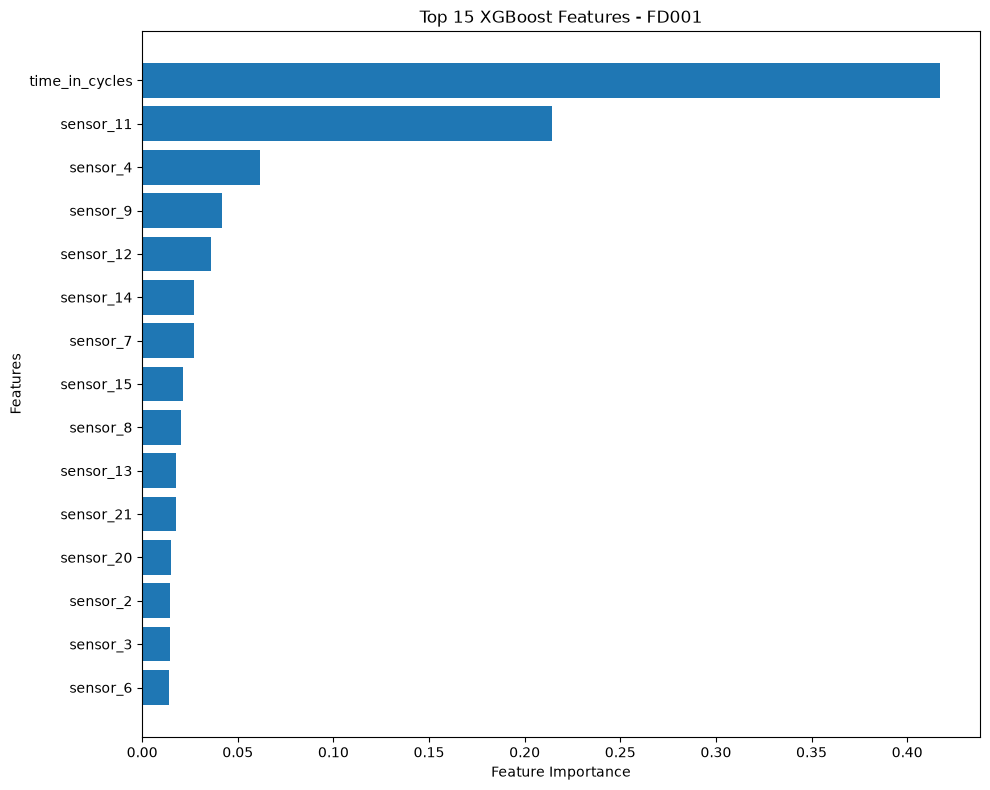 Top 15 XGBoost Features - FD001
Features
time_in_cycles
sensor_11
sensor_4
sensor_9
sensor_12
sensor_14
sensor_7
sensor_15
sensor_8
sensor_13
sensor_21
sensor_20
sensor_2
sensor_3
sensor_6
0.00 0.05 0.10 0.15 0.20 0.25 0.30 0.35 0.40
Feature Importance